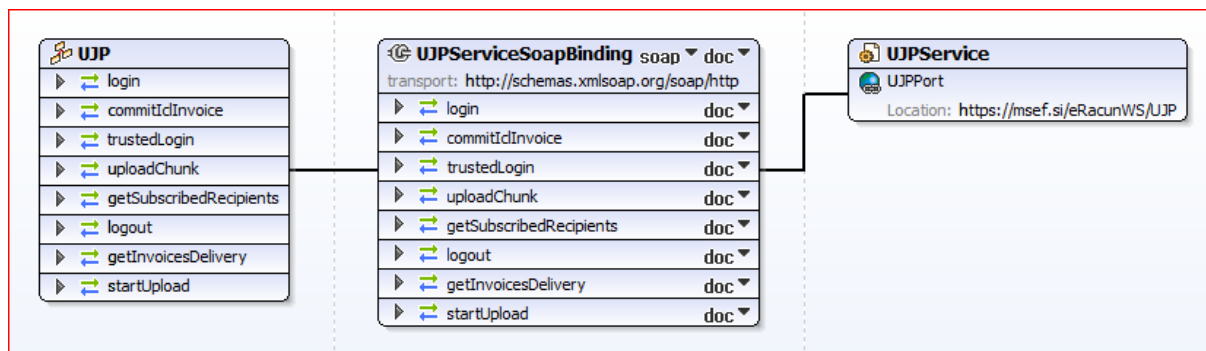 UJP
login
commitIclInvoice
trustedLogin
uploadChunk
getSubscribedRecipients
logout
getInvoicesDelivery
startUpload
UJPServiceSoapBinding soap doc
transport: http://schemas.xmlsoap.org/soap/http
login doc
commitIclInvoice doc
trustedLogin doc
uploadChunk doc
getSubscribedRecipients doc
logout doc
getInvoicesDelivery doc
startUpload doc
UJPService
UJPPort
Location: https://msef.si/eRacunWS/UJP